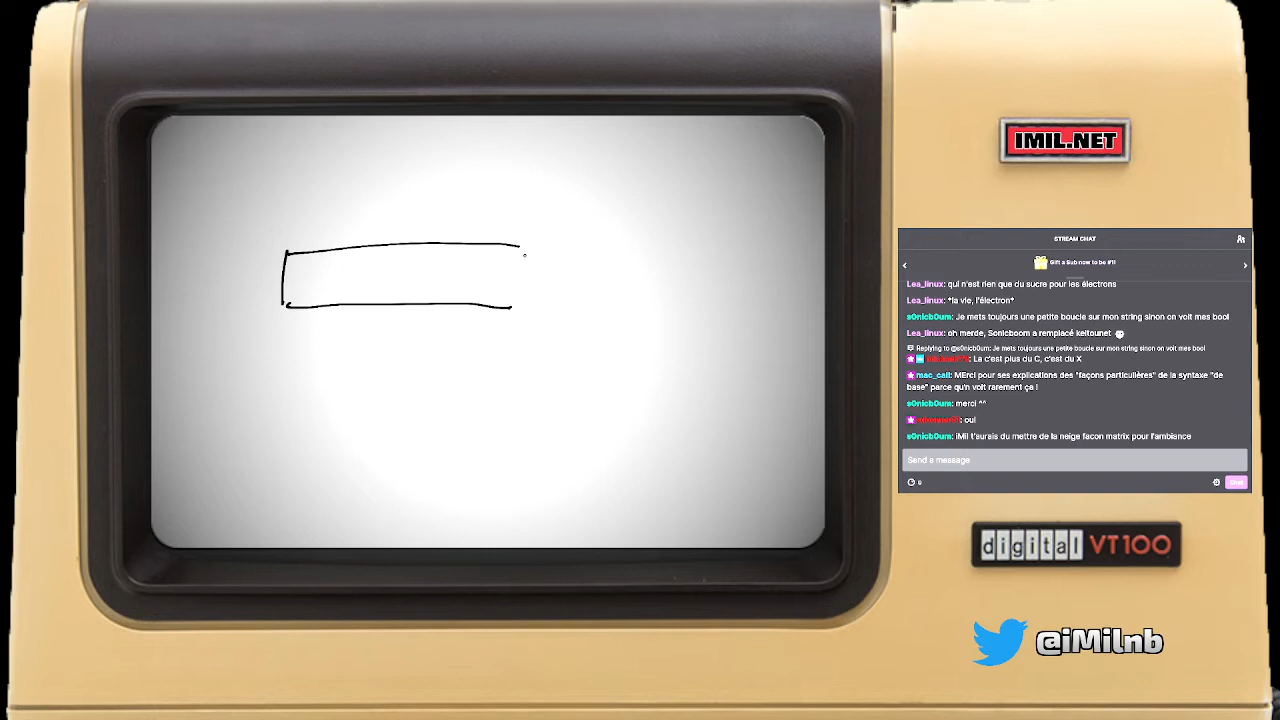 IMIL.NET
STREAM CHAT
Gift a Sub now to be #1!
Lea_linux: qui n'est rien que du sucre pour les électrons
Lea_linux: *la vie, l'électron*
s0nicb0um: Je mets toujours une petite boucle sur mon string sinon on voit mes bool
Lea_linux: oh merde, Sonicboom a remplacé keltounet
Replying to @s0nicb0um: Je mets toujours une petite boucle sur mon string sinon on voit mes bool
: La c'est plus du C, c'est du X
mac_call: MErci pour ses explications des "façons particulières" de la syntaxe "de
base" parce qu'n voit rarement ça !
s0nicb0um: merci ^^
: oui
s0nicb0um: iMil t'aurais du mettre de la neige facon matrix pour l'ambiance
Send a message
0
Chat
digital VT100
@iMilnb